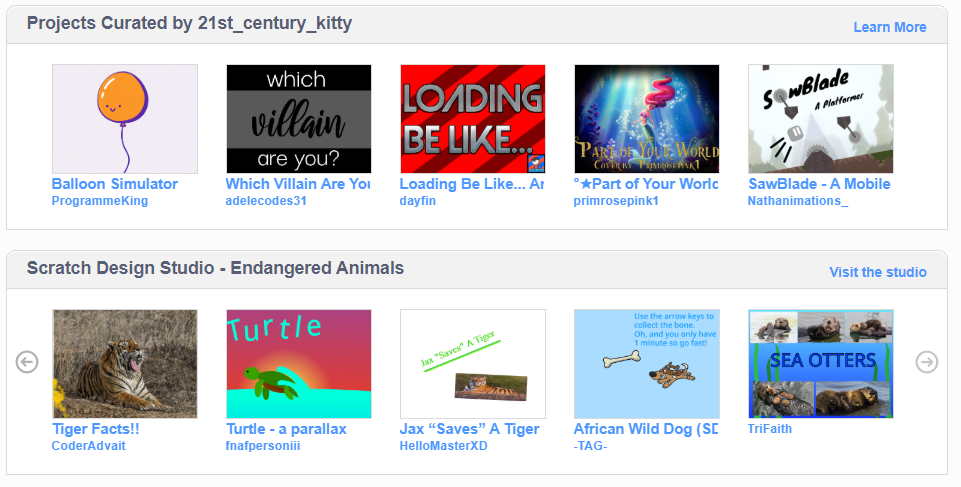 Projects Curated by 21st_century_kitty
Learn More
which
villain
are you?
LOADING
BE LIKE...
PART OF YOUR WORLD
COVER BY PRIMROSEPINK1
SawBlade
A Platformer
Balloon Simulator
Which Villain Are You
Loading Be Like... Ar
°★Part of Your World
SawBlade - A Mobile
ProgrammeKing
adelecodes31
dayfin
primrosepink1
Nathanimations_
Scratch Design Studio - Endangered Animals
Visit the studio
Turtle
Jax “Saves” A Tiger
Use the arrow keys to
collect the bone.
Oh, and you only have
1 minute so go fast!
SEA OTTERS
Tiger Facts!!
Turtle - a parallax
Jax “Saves” A Tiger
African Wild Dog (SD
CoderAdvait
fnafpersoniii
HelloMasterXD
-TAG-
TriFaith